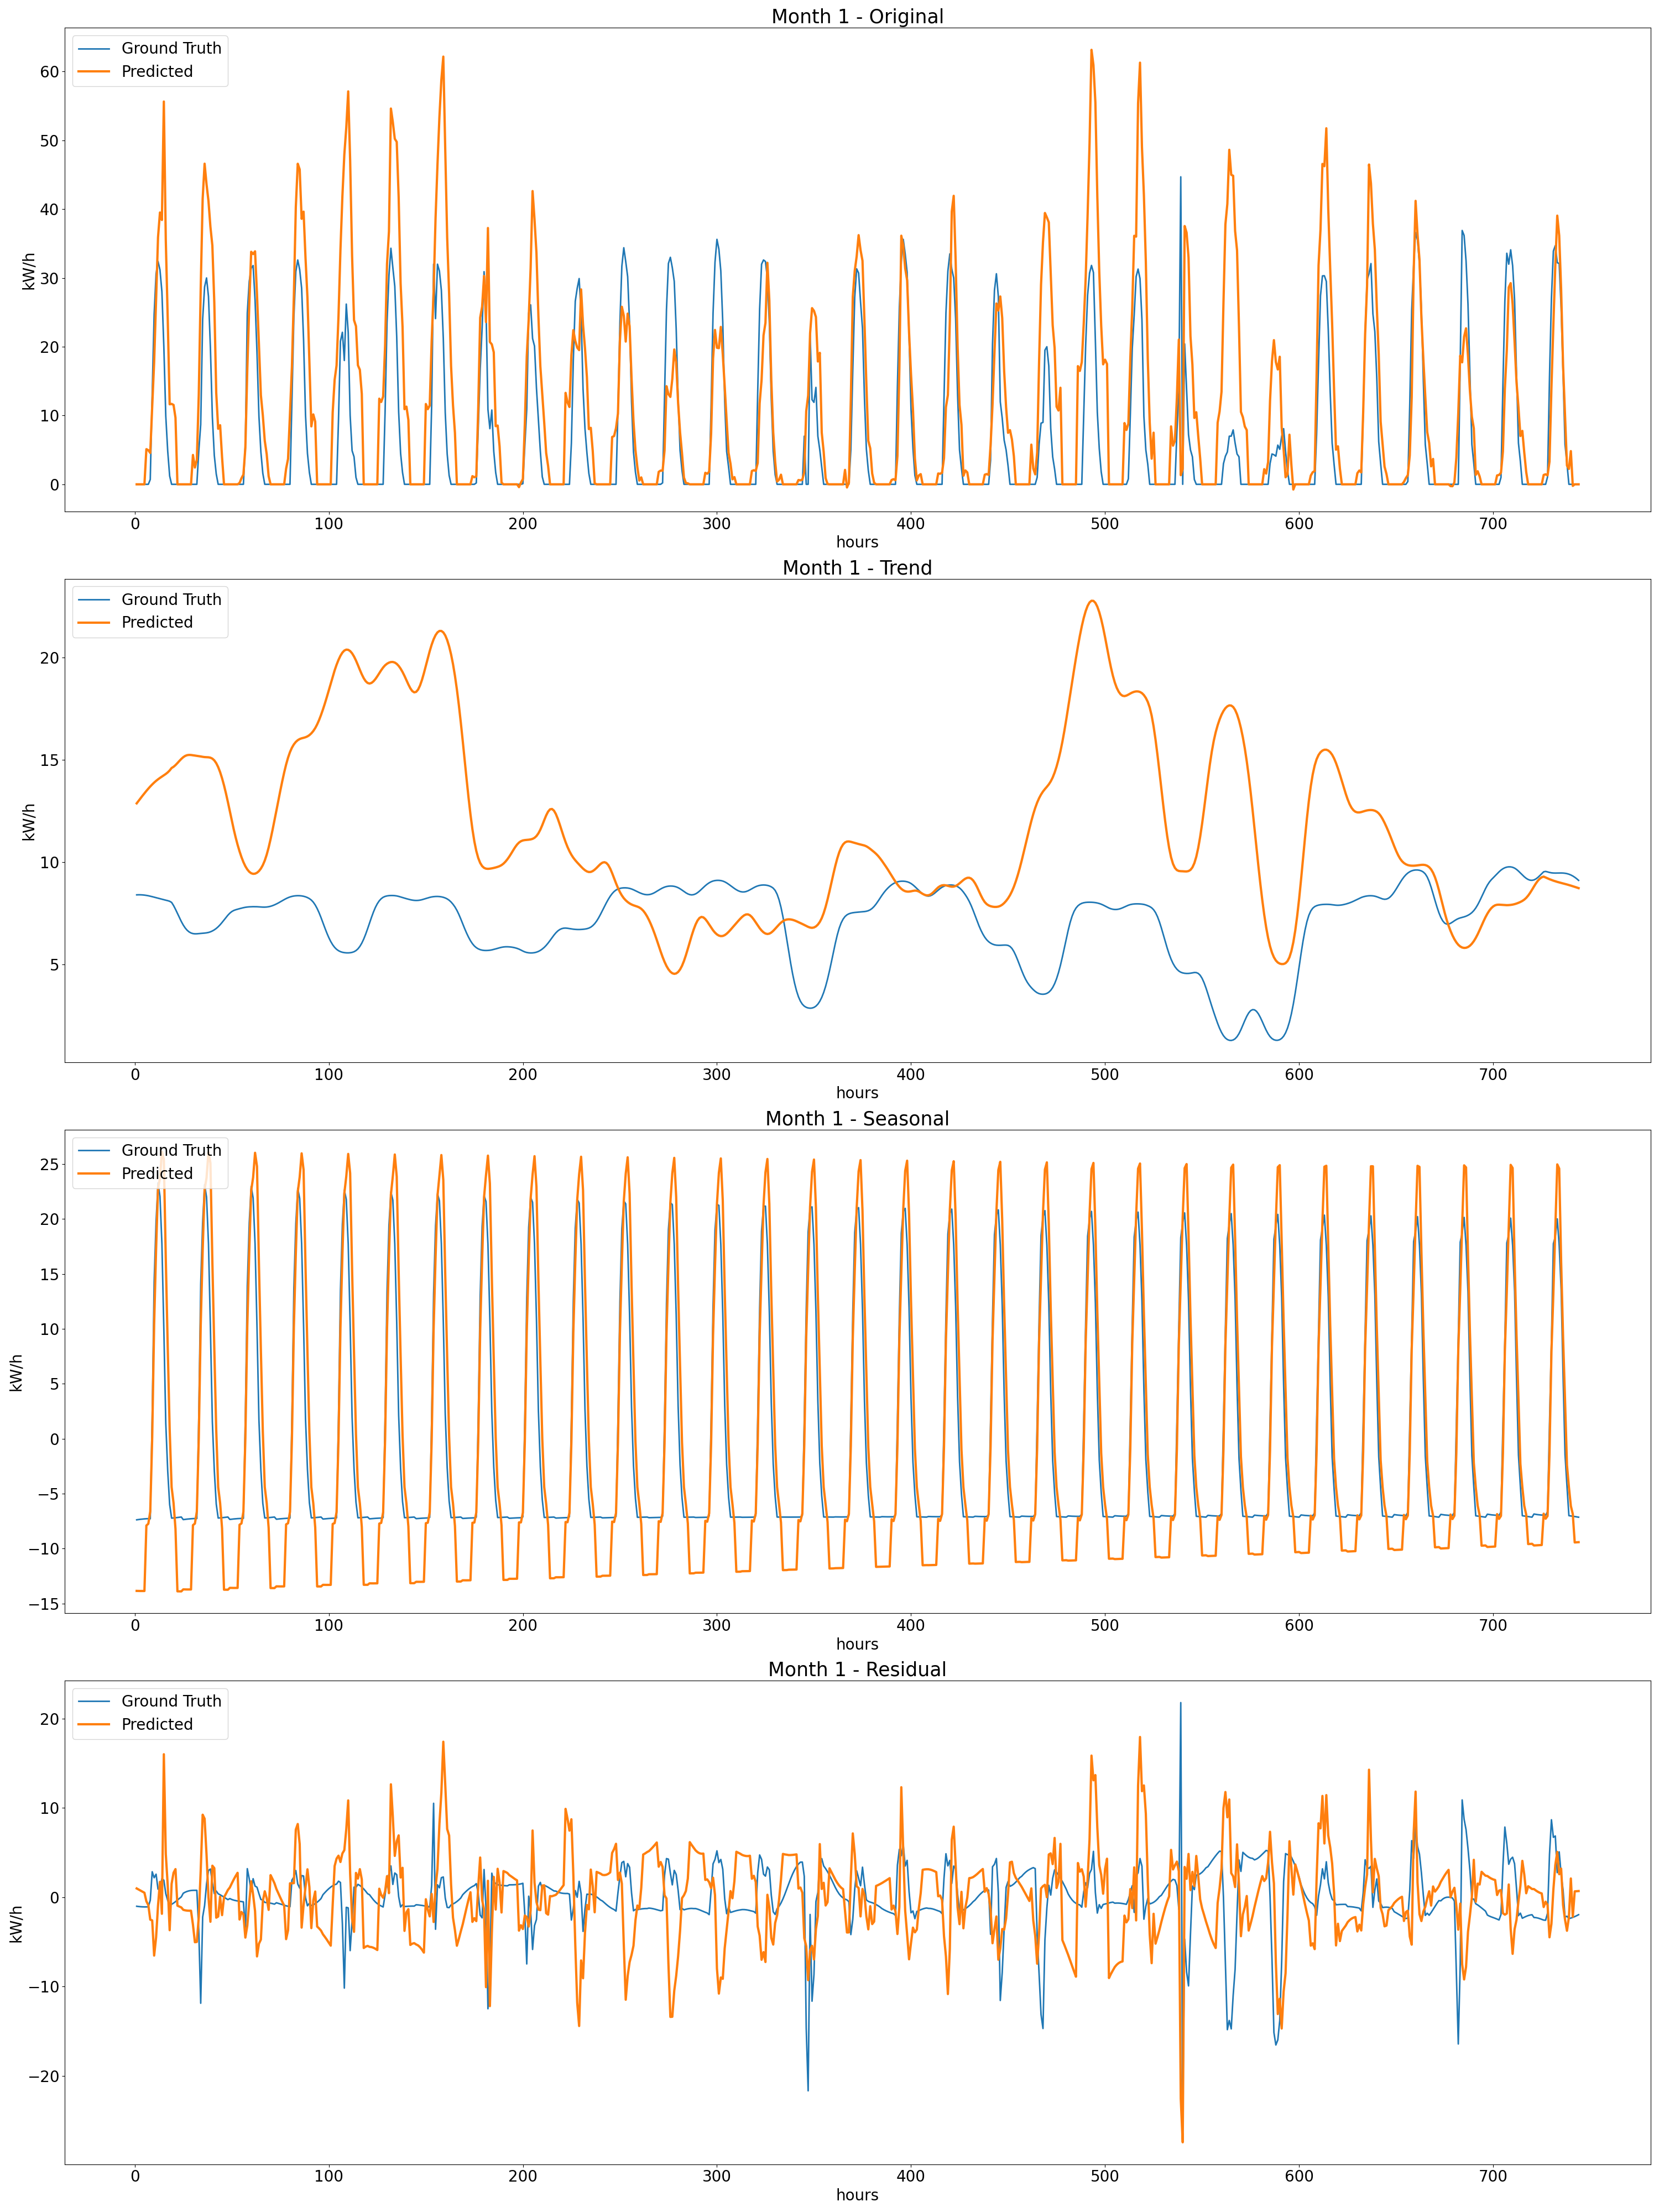 Month 1 - Original
Ground Truth
Predicted
kW/h
60
50
40
30
20
10
0
0 100 200 300 400 500 600 700
hours
Month 1 - Trend
Ground Truth
Predicted
kW/h
20
15
10
5
0 100 200 300 400 500 600 700
hours
Month 1 - Seasonal
Ground Truth
Predicted
kW/h
25
20
15
10
5
0
−5
−10
−15
0 100 200 300 400 500 600 700
hours
Month 1 - Residual
Ground Truth
Predicted
kW/h
20
10
0
−10
−20
0 100 200 300 400 500 600 700
hours